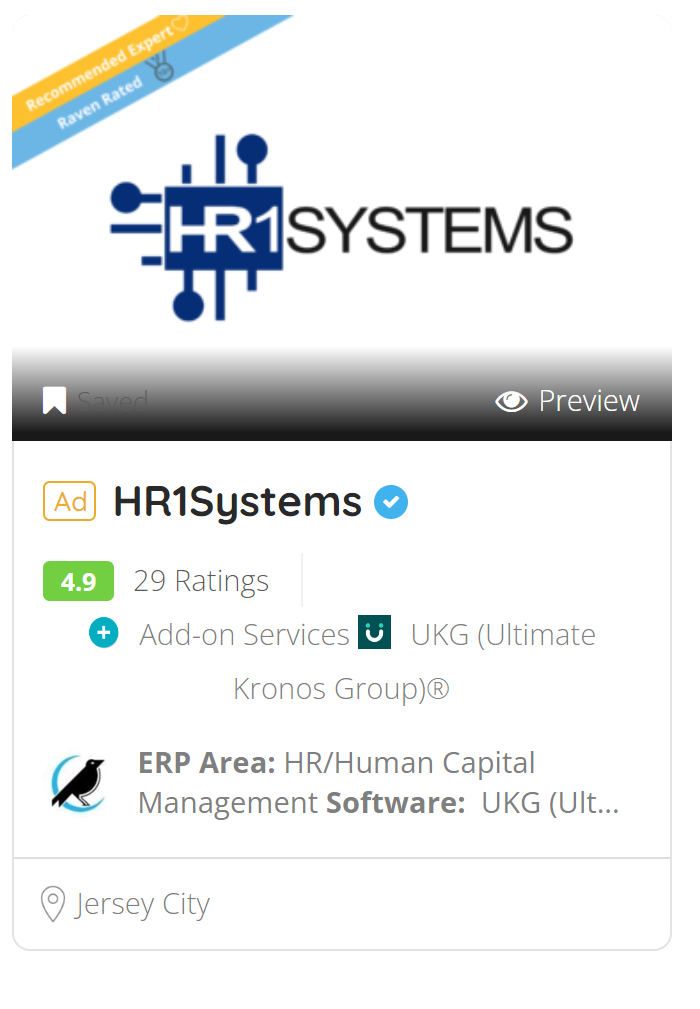 Recommended Expert
Raven Rated
HR1SYSTEMS
Saved
Preview
Ad HR1Systems
4.9 29 Ratings
Add-on Services UKG (Ultimate
Kronos Group)®
ERP Area: HR/Human Capital
Management Software: UKG (Ult...
Jersey City